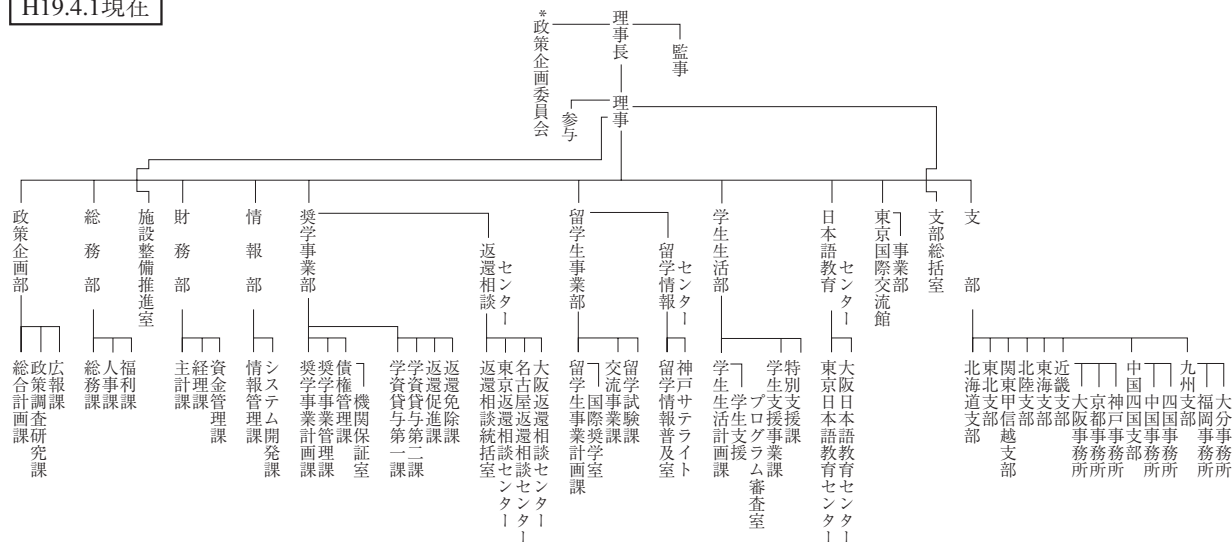 H19.4.1現在
理事長
*政策企画委員会
監事
理事
参与
政策企画部
総務部
施設整備推進室
財務部
情報部
奨学事業部
返還相談センター
留学生事業部
留学情報センター
学生生活部
日本語教育センター
東京国際交流館
事業部
支部総括室
支部
総合計画課
政策調査研究課
広報課
総務課
人事課
福利課
主計課
経理課
資金管理課
情報管理課
システム開発課
奨学事業計画課
奨学事業管理課
債権管理課
機関保証室
学資貸与第一課
学資貸与第二課
返還促進課
返還免除課
返還相談統括室
東京返還相談センター
名古屋返還相談センター
大阪返還相談センター
留学生事業計画課
国際奨学室
交流事業課
留学試験課
留学情報普及室
神戸サテライト
学生生活計画課
学生支援プログラム審査室
学生支援事業課
特別支援課
東京日本語教育センター
大阪日本語教育センター
北海道支部
東北支部
関東甲信越支部
北陸支部
東海支部
近畿支部
大阪事務所
京都事務所
神戸事務所
中国四国支部
中国事務所
四国事務所
九州支部
福岡事務所
大分事務所